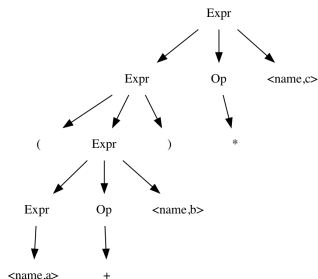 Expr
Expr Op <name,c>
( Expr ) *
Expr Op <name,b>
<name,a> +